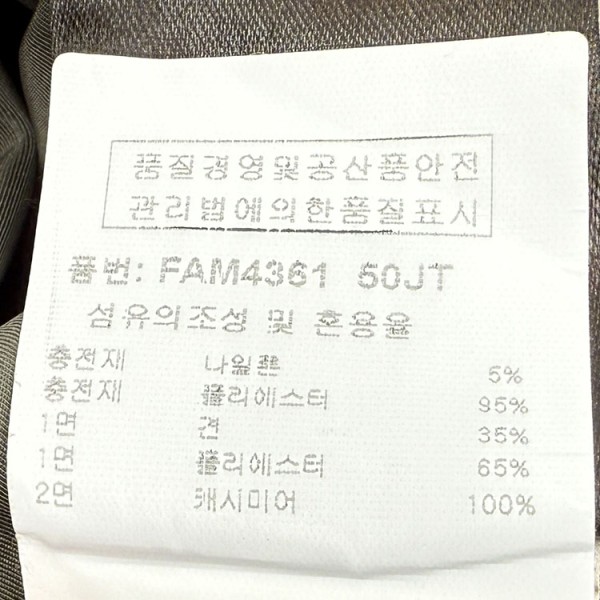 품질경영및공산품안전
관리법에의한품질표시
품번: FAM4361 50JT
섬유의조성 및 혼용율
충전재 나일론 5%
충전재 폴리에스터 95%
1면 견 35%
1면 폴리에스터 65%
2면 캐시미어 100%